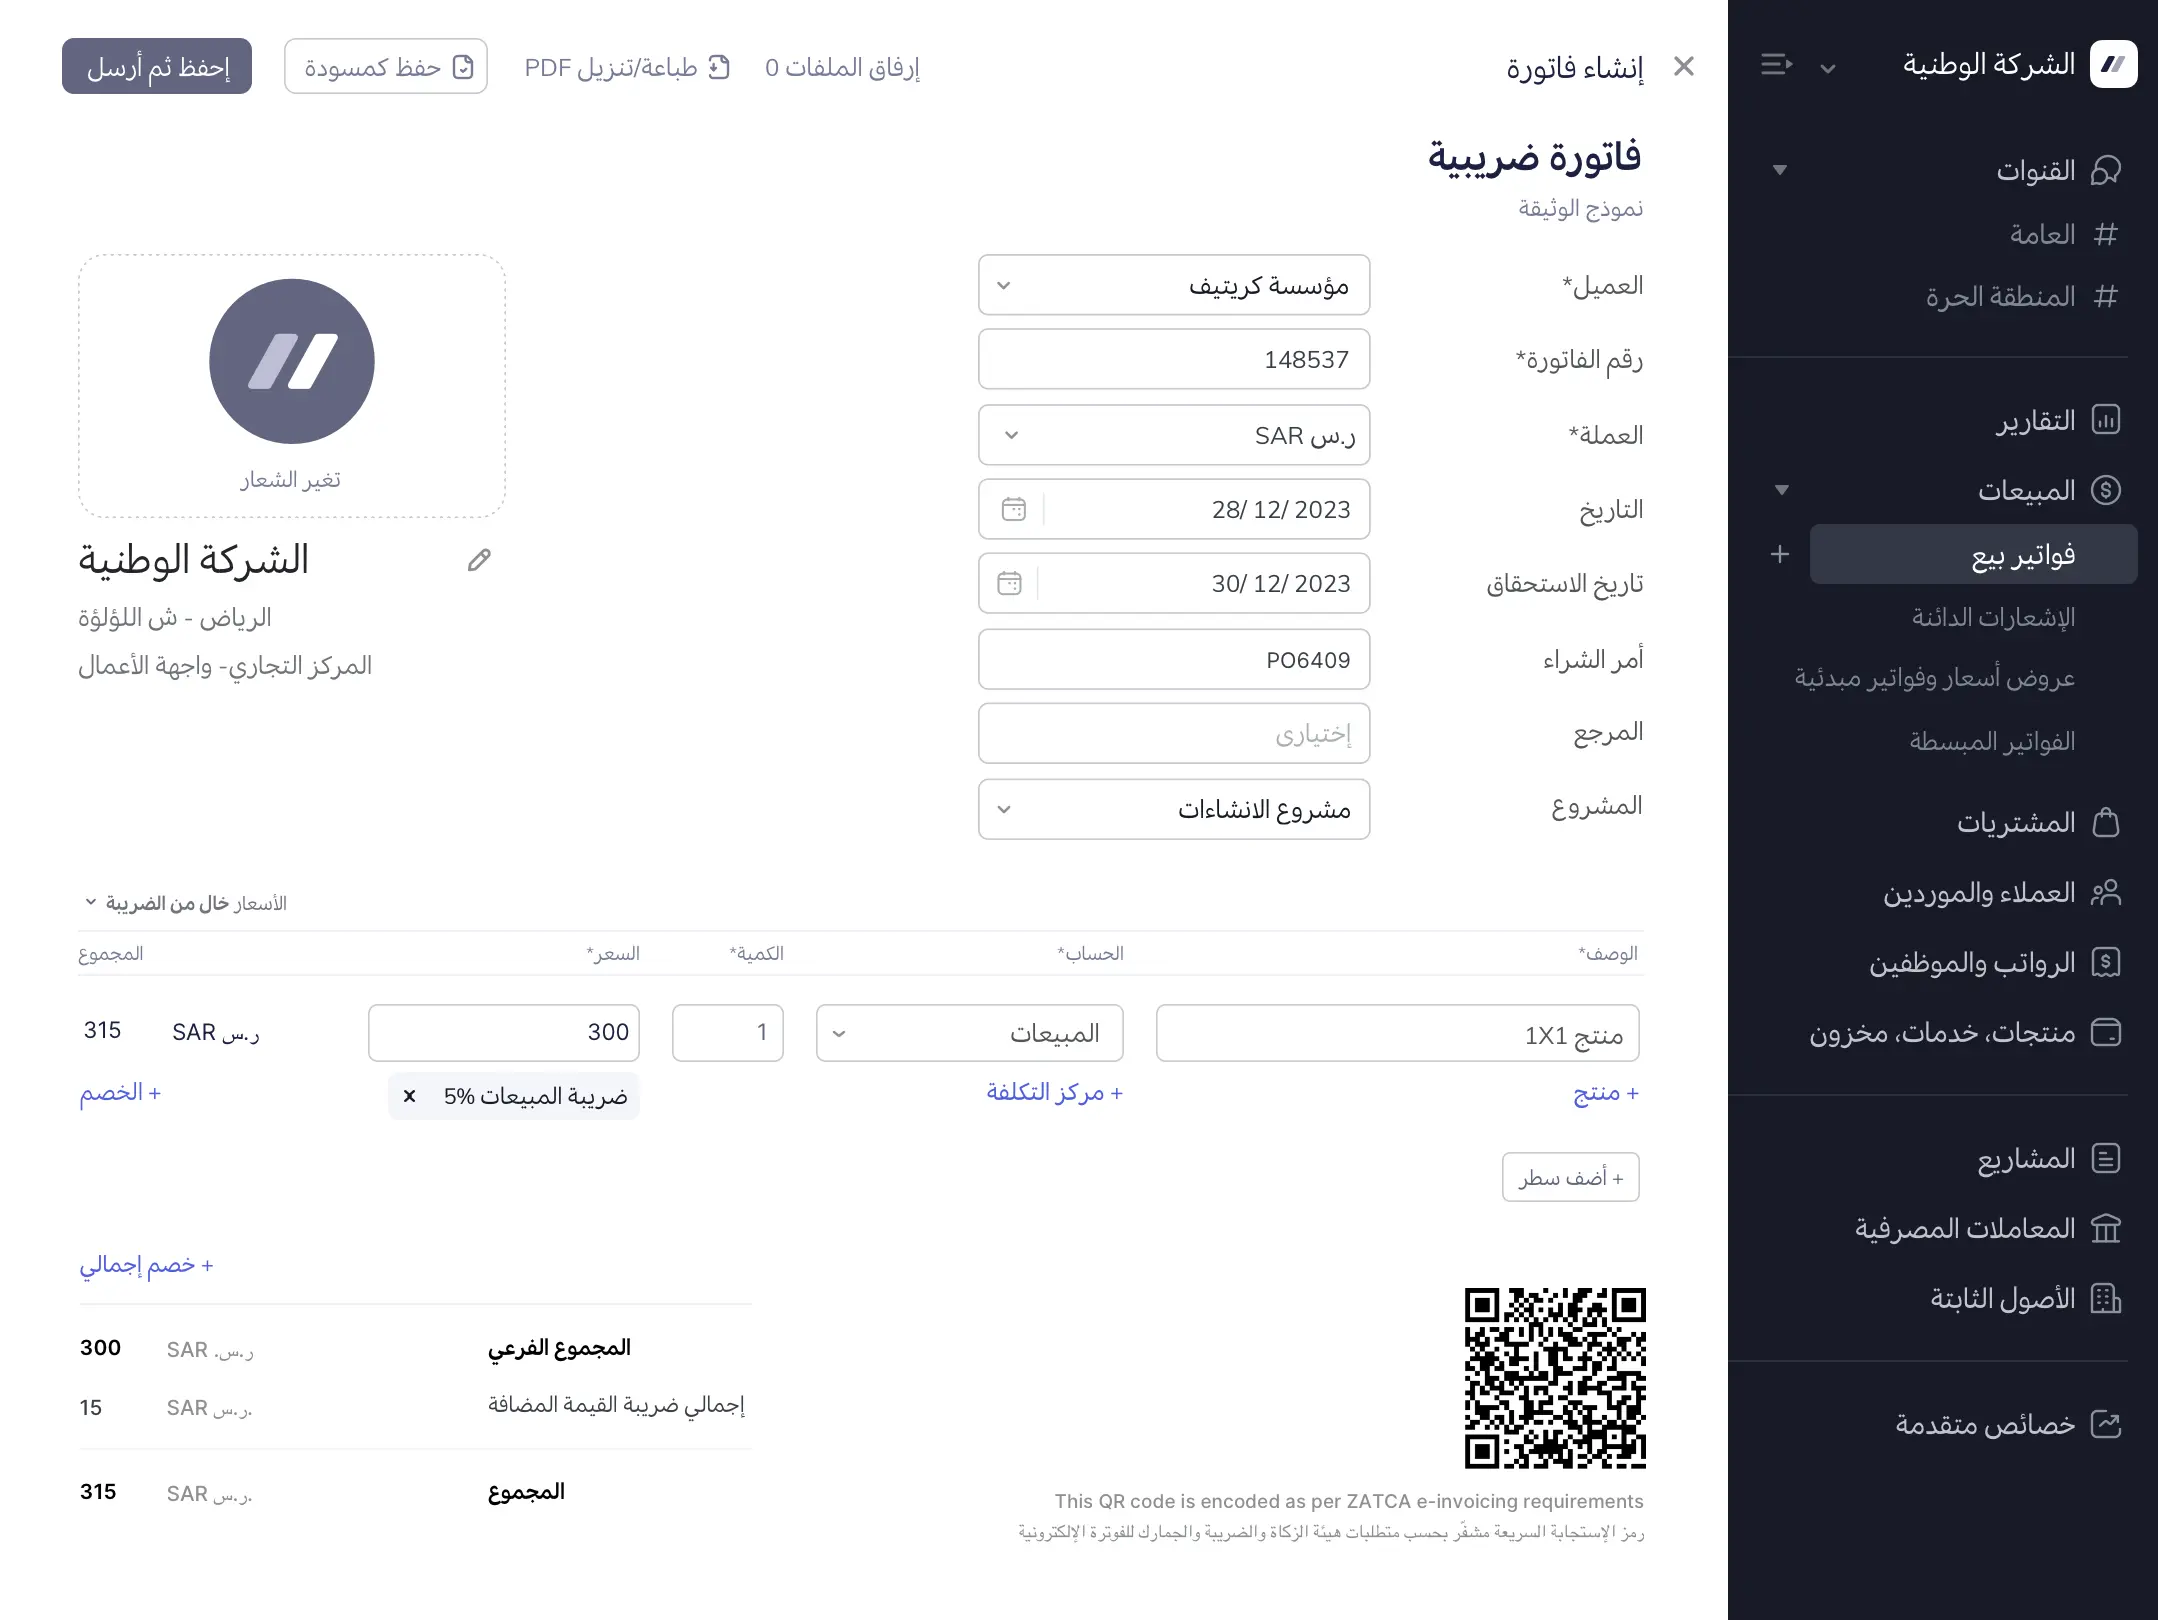 الشركة الوطنية
القنوات
العامة
المنطقة الحرة
التقارير
المبيعات
فواتير بيع
الإشعارات الدائنة
عروض أسعار وفواتير مبدئية
الفواتير المبسطة
المشتريات
العملاء والموردين
الرواتب والموظفين
منتجات، خدمات، مخزون
المشاريع
المعاملات المصرفية
الأصول الثابتة
خصائص متقدمة
إنشاء فاتورة
إرفاق الملفات 0
طباعة/تنزيل PDF
حفظ كمسودة
إحفظ ثم أرسل
فاتورة ضريبية
نموذج الوثيقة
العميل* مؤسسة كريتيف
رقم الفاتورة* 148537
العملة* ر.س SAR
التاريخ 28/ 12/ 2023
تاريخ الاستحقاق 30/ 12/ 2023
أمر الشراء PO6409
المرجع إختيارى
المشروع مشروع الانشاءات
تغير الشعار
الشركة الوطنية
الرياض - ش اللؤلؤة
المركز التجاري- واجهة الأعمال
الأسعار خال من الضريبة
الوصف* الحساب* الكمية* السعر* المجموع
منتج 1X1 المبيعات 1 300 ر.س SAR 315
+ منتج + مركز التكلفة ضريبة المبيعات 5% x + الخصم
+ أضف سطر
+ خصم إجمالي
المجموع الفرعي ر.س. SAR 300
إجمالي ضريبة القيمة المضافة ر.س. SAR 15
المجموع ر.س. SAR 315
This QR code is encoded as per ZATCA e-invoicing requirements
رمز الإستجابة السريعة مشفّر بحسب متطلبات هيئة الزكاة والضريبة والجمارك للفوترة الإلكترونية